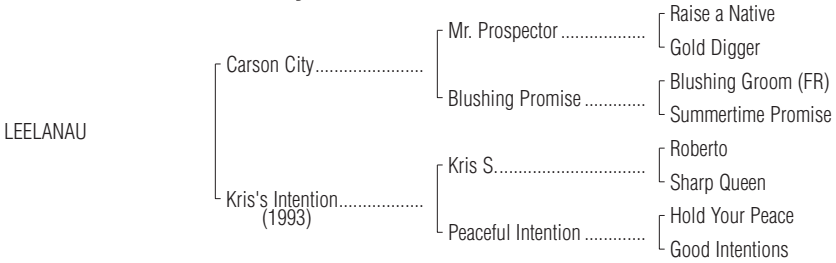 Raise a Native
Mr. Prospector ...................
Gold Digger
Carson City.......................
Blushing Groom (FR)
Blushing Promise .............
Summertime Promise
LEELANAU
Roberto
Kris S................................
Sharp Queen
Kris's Intention..................
(1993)
Hold Your Peace
Peaceful Intention .............
Good Intentions